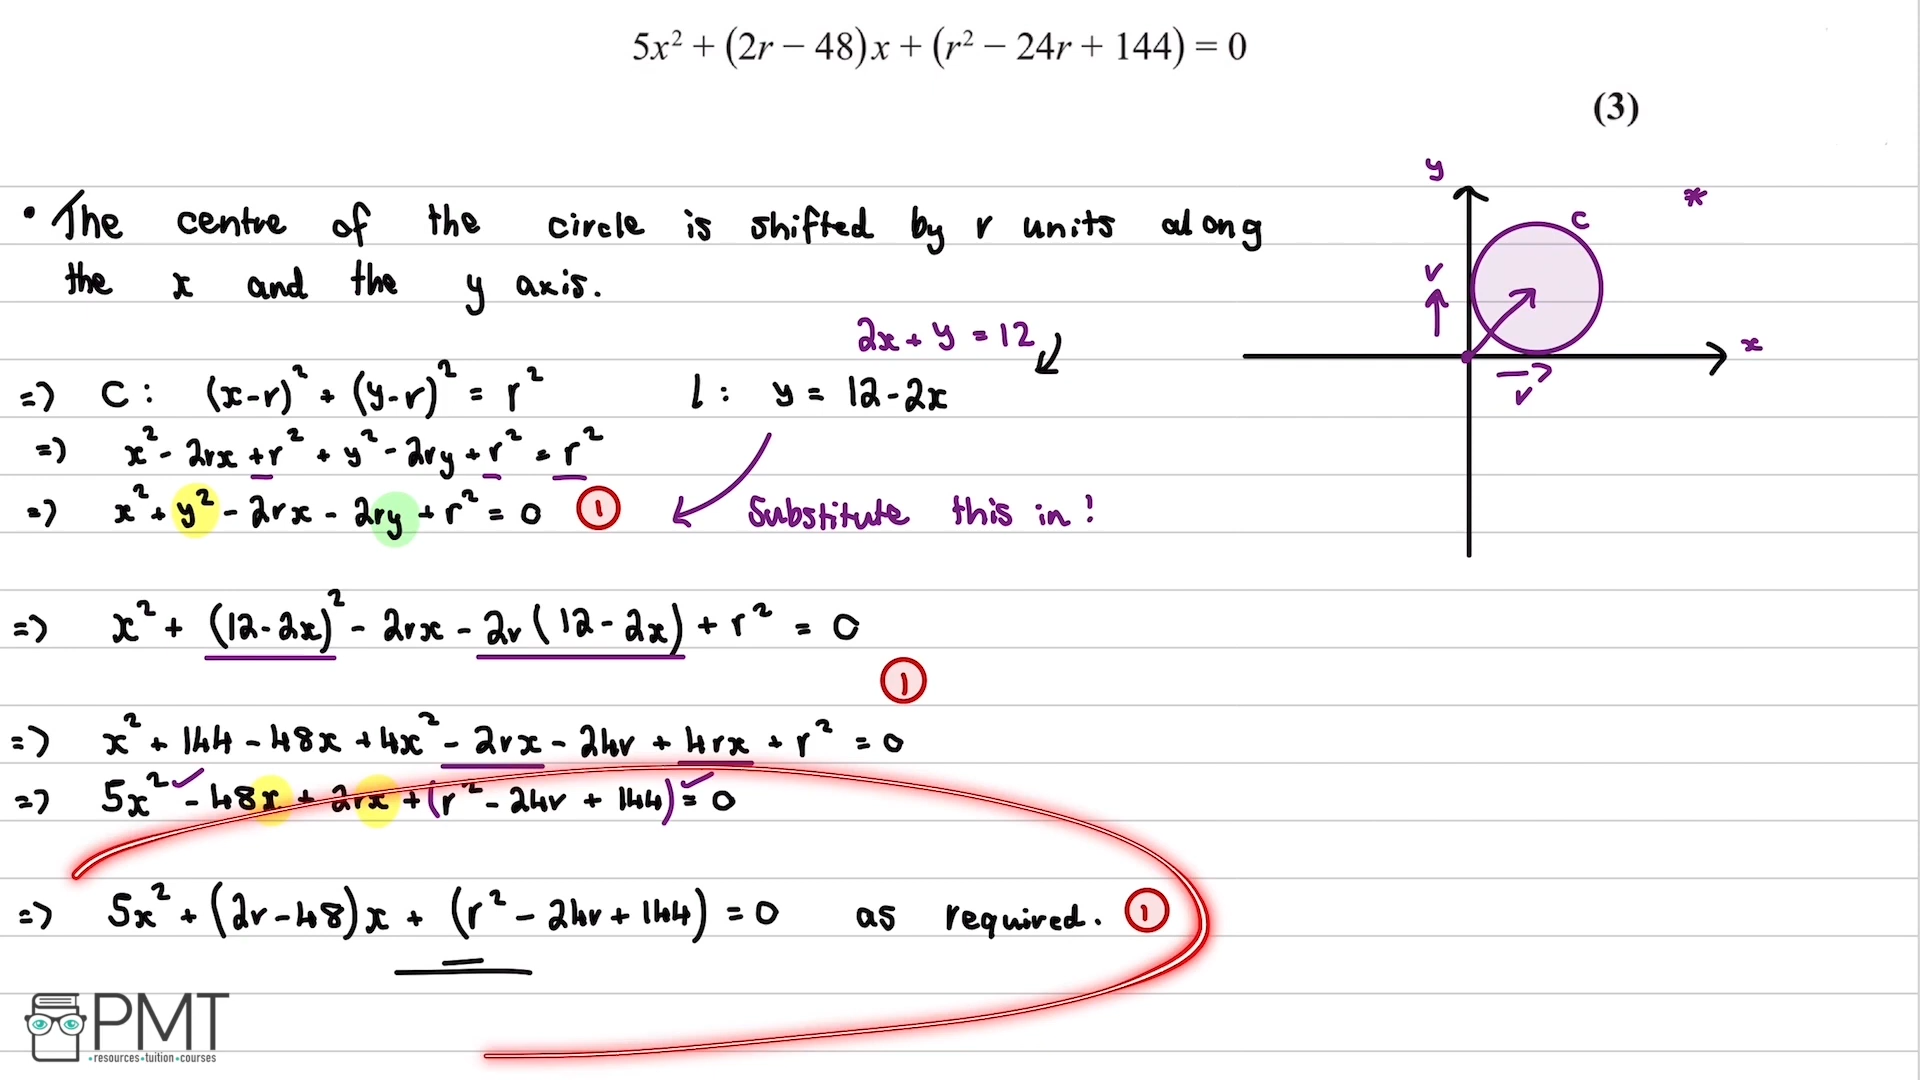 5x² + (2r − 48)x + (r² − 24r + 144) = 0
(3)
• The centre of the circle is shifted by r units along
the x and the y axis.
2x + y = 12
=> C : (x-r)² + (y-r)² = r²
l : y = 12-2x
=> x² - 2rx + r² + y² - 2ry + r² = r²
=> x² + y² - 2rx - 2ry + r² = 0 ①
Substitute this in!
=> x² + (12-2x)² - 2rx - 2r(12-2x) + r² = 0
①
=> x² + 144 - 48x + 4x² - 2rx - 24r + 4rx + r² = 0
=> 5x² - 48x + 2rx + (r² - 24r + 144) = 0
=> 5x² + (2r-48)x + (r² - 24r + 144) = 0 as required. ①
y
*
C
r
x
r
PMT
•resources•tuition•courses